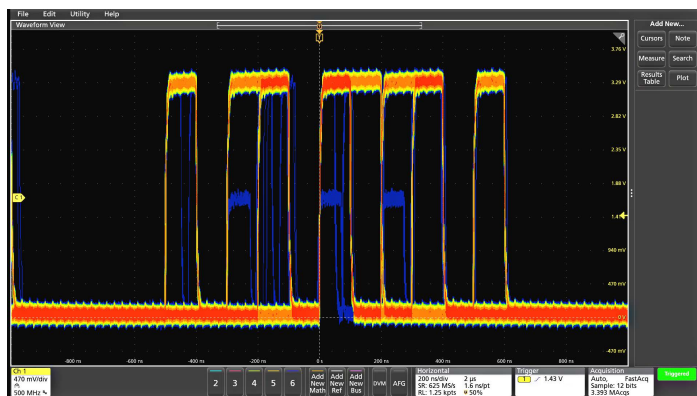 File Edit Utility Help
Waveform View
Add New...
Cursors Note
Measure Search
Results Table Plot
T
3.76 V
3.29 V
2.82 V
2.35 V
1.88 V
1.41
940 mV
470 mV
0 V
-470 mV
C 1
-800 ns -600 ns -400 ns -200 ns 0 s 200 ns 400 ns 600 ns 800 ns
Ch 1
470 mV/div
500 MHz
2 3 4 5 6
Add New Math
Add New Ref
Add New Bus
DVM AFG
Horizontal
200 ns/div 2 µs
SR: 625 MS/s 1.6 ns/pt
RL: 1.25 kpts 50%
Trigger
1 1.43 V
Acquisition
Auto, FastAcq
Sample: 12 bits
3.393 MAcqs
Triggered